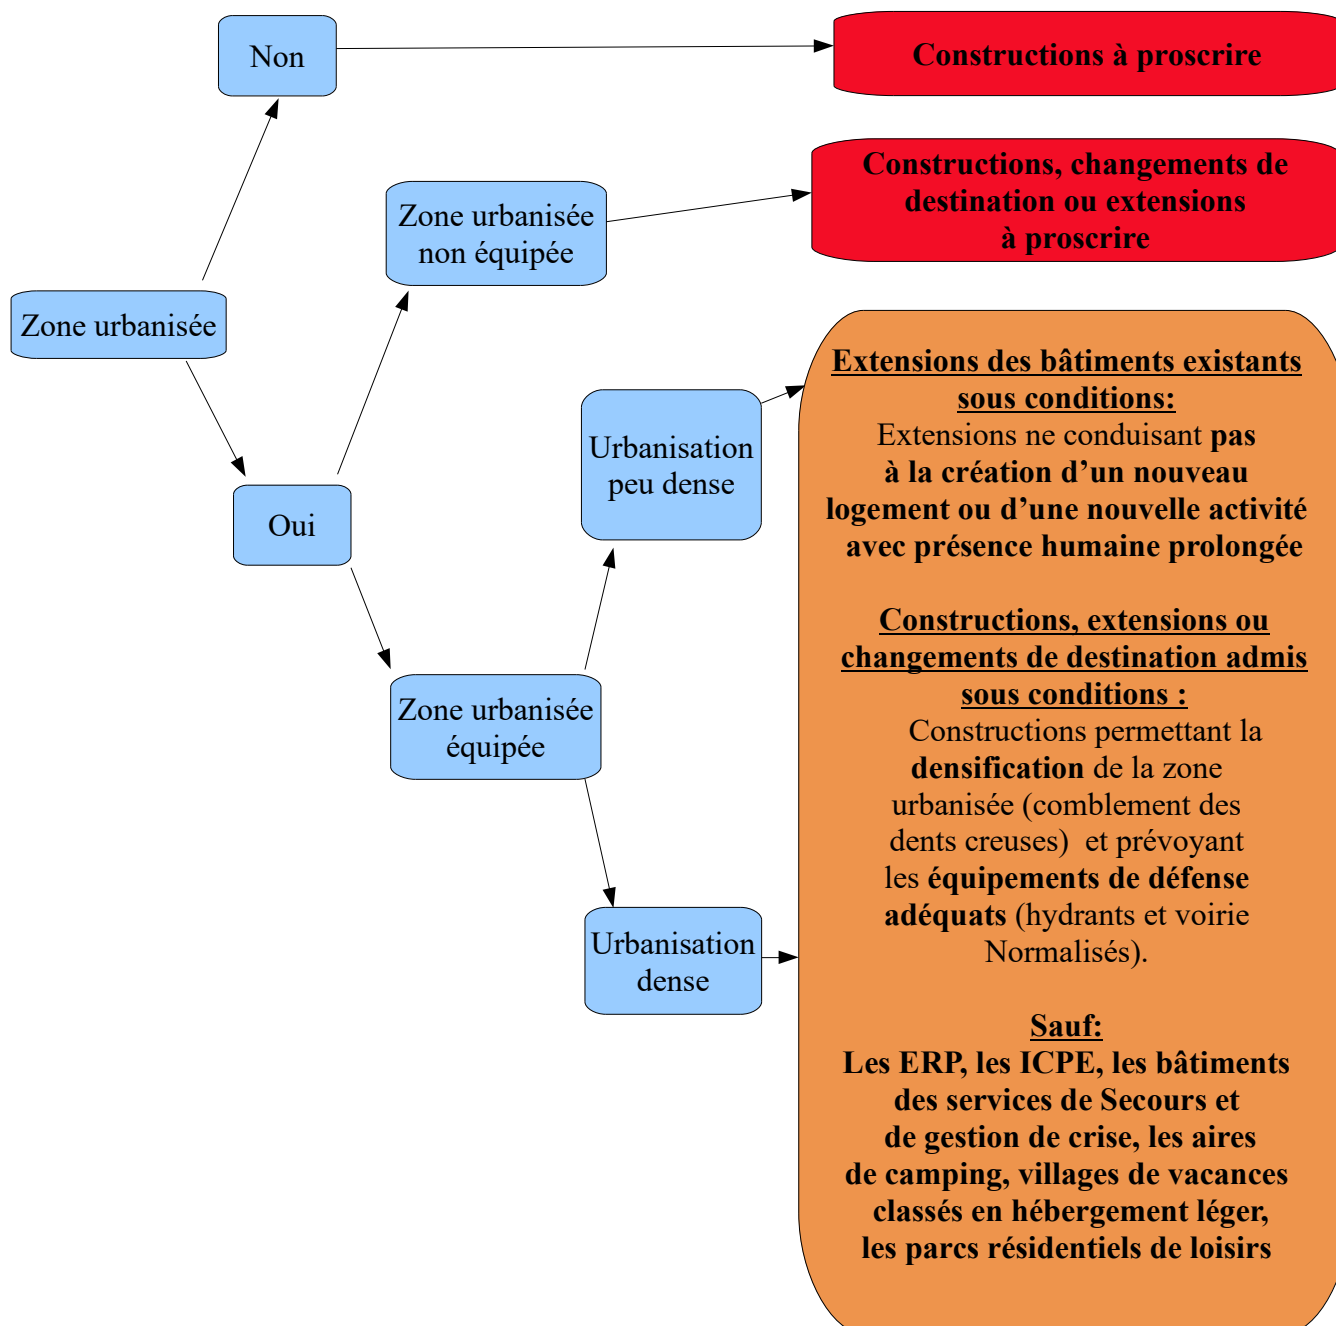 Non
Constructions à proscrire
Zone urbanisée
non équipée
Constructions, changements de
destination ou extensions
à proscrire
Zone urbanisée
Oui
Urbanisation
peu dense
Zone urbanisée
équipée
Urbanisation
dense
Extensions des bâtiments existants
sous conditions:
Extensions ne conduisant pas
à la création d’un nouveau
logement ou d’une nouvelle activité
avec présence humaine prolongée
Constructions, extensions ou
changements de destination admis
sous conditions :
Constructions permettant la
densification de la zone
urbanisée (comblement des
dents creuses) et prévoyant
les équipements de défense
adéquats (hydrants et voirie
Normalisés).
Sauf:
Les ERP, les ICPE, les bâtiments
des services de Secours et
de gestion de crise, les aires
de camping, villages de vacances
classés en hébergement léger,
les parcs résidentiels de loisirs